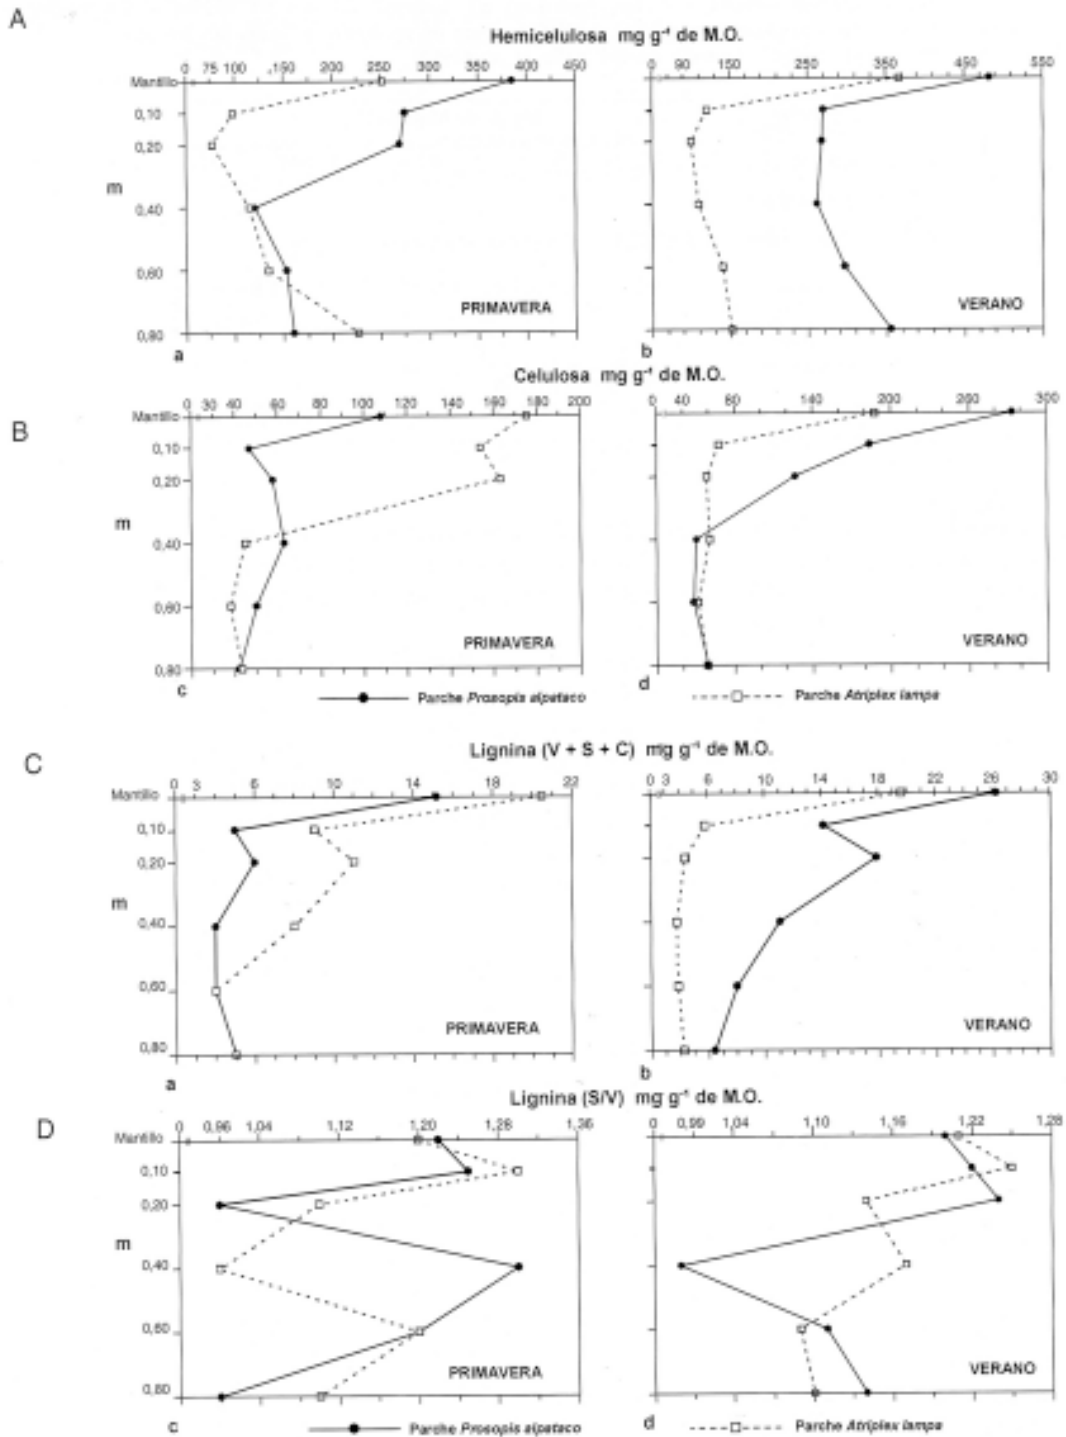 A
Hemicelulosa mg g⁻¹ de M.O.
0 75 100 150 200 250 300 350 400 450
0 90 150 250 350 450 550
Mantillo
0,10
0,20
m
0,40
0,60
0,80
PRIMAVERA
VERANO
a
b
Celulosa mg g⁻¹ de M.O.
B
0 30 40 60 80 100 120 140 160 180 200
0 40 60 140 200 300
Mantillo
0,10
0,20
m
0,40
0,60
0,80
PRIMAVERA
VERANO
c
d
Parche Prosopis alpataco
Parche Atriplex lampa
Lignina (V + S + C) mg g⁻¹ de M.O.
C
0 3 6 10 14 18 22
0 3 6 10 14 18 22 26 30
Mantillo
0,10
0,20
m
0,40
0,60
0,80
PRIMAVERA
VERANO
a
b
Lignina (S/V) mg g⁻¹ de M.O.
D
0 0,96 1,04 1,12 1,20 1,28 1,36
0 1,04 1,10 1,16 1,22 1,28
Mantillo
0,10
0,20
m
0,40
0,60
0,80
PRIMAVERA
VERANO
c
d
Parche Prosopis alpataco
Parche Atriplex lampa